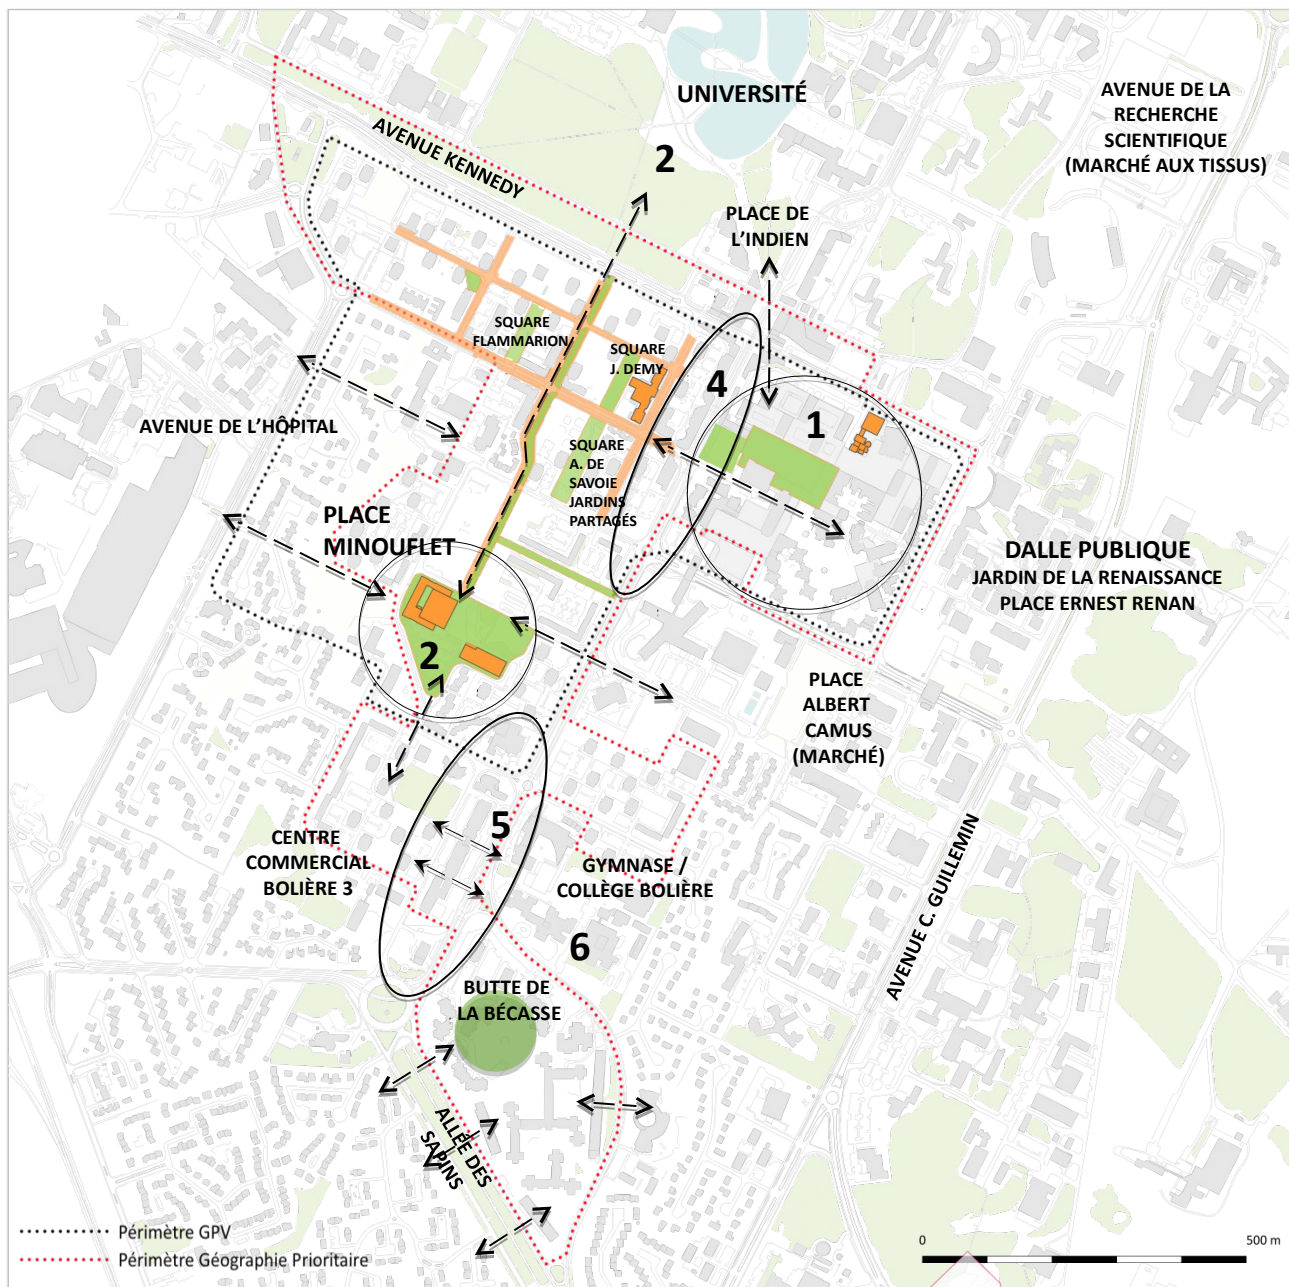 UNIVERSITÉ
AVENUE DE LA
RECHERCHE
SCIENTIFIQUE
(MARCHÉ AUX TISSUS)
AVENUE KENNEDY
2
PLACE DE
L'INDIEN
SQUARE
FLAMMARION
SQUARE
J. DEMY
4
1
AVENUE DE L'HÔPITAL
SQUARE
A. DE
SAVOIE
JARDINS
PARTAGÉS
PLACE
MINOUFLET
DALLE PUBLIQUE
JARDIN DE LA RENAISSANCE
PLACE ERNEST RENAN
2
PLACE
ALBERT
CAMUS
(MARCHÉ)
5
CENTRE
COMMERCIAL
BOLIÈRE 3
GYMNASE /
COLLÈGE BOLIÈRE
AVENUE C. GUILLEMIN
6
BUTTE DE
LA BÉCASSE
ALLÉE DES
SAPINS
Périmètre GPV
Périmètre Géographie Prioritaire
0
500 m